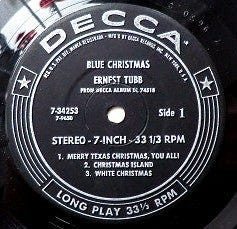 DECCA
BLUE CHRISTMAS
ERNEST TUBB
FROM DECCA ALBUM DL 74518
7-34253
7-9650
Side 1
STEREO - 7-INCH - 33 1/3 RPM
1. MERRY TEXAS CHRISTMAS, YOU ALL!
2. CHRISTMAS ISLAND
3. WHITE CHRISTMAS
LONG PLAY 33⅓ RPM